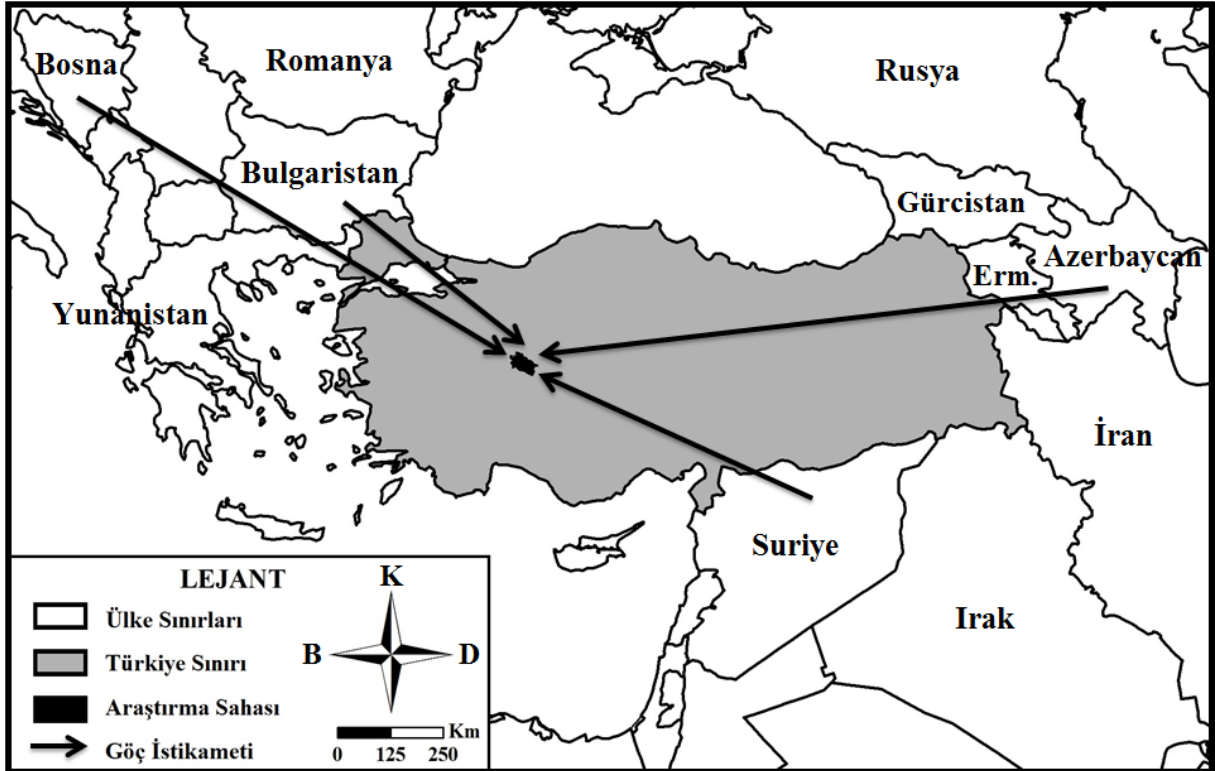 Bosna
Romanya
Rusya
Bulgaristan
Gürcistan
Azerbaycan
Erm.
Yunanistan
İran
Suriye
Irak
LEJANT
Ülke Sınırları
Türkiye Sınırı
Araştırma Sahası
Göç İstikameti
K
B D
Km
0 125 250